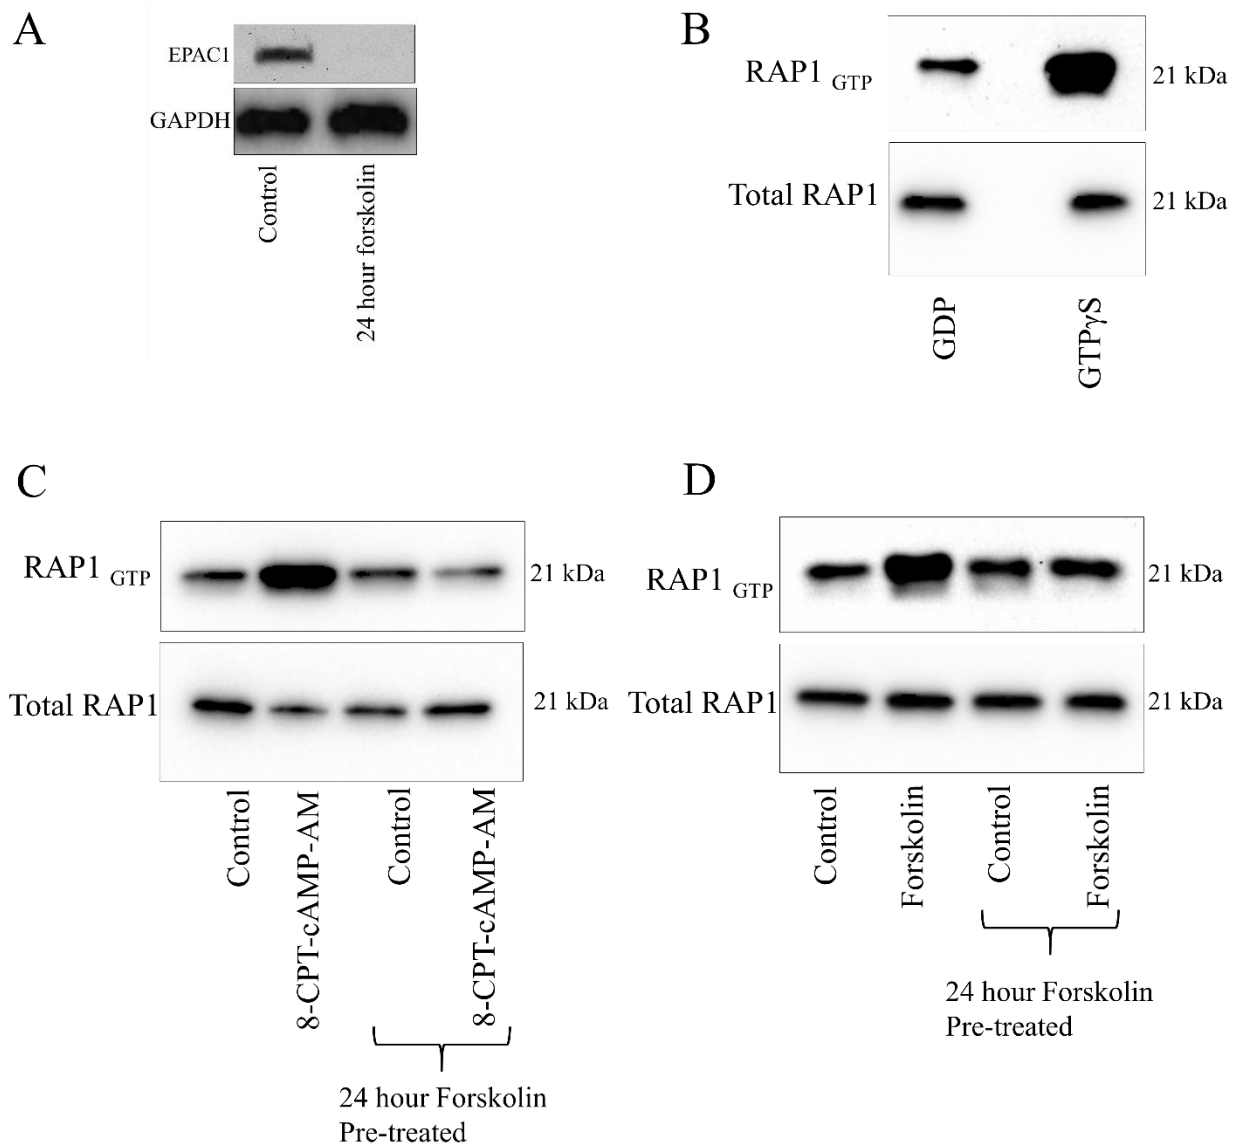 A
EPAC1
GAPDH
Control
24 hour forskolin
B
RAP1 GTP
21 kDa
Total RAP1
21 kDa
GDP
GTPγS
C
RAP1 GTP
21 kDa
Total RAP1
21 kDa
Control
8-CPT-cAMP-AM
Control
8-CPT-cAMP-AM
24 hour Forskolin
Pre-treated
D
RAP1 GTP
21 kDa
Total RAP1
21 kDa
Control
Forskolin
Control
Forskolin
24 hour Forskolin
Pre-treated